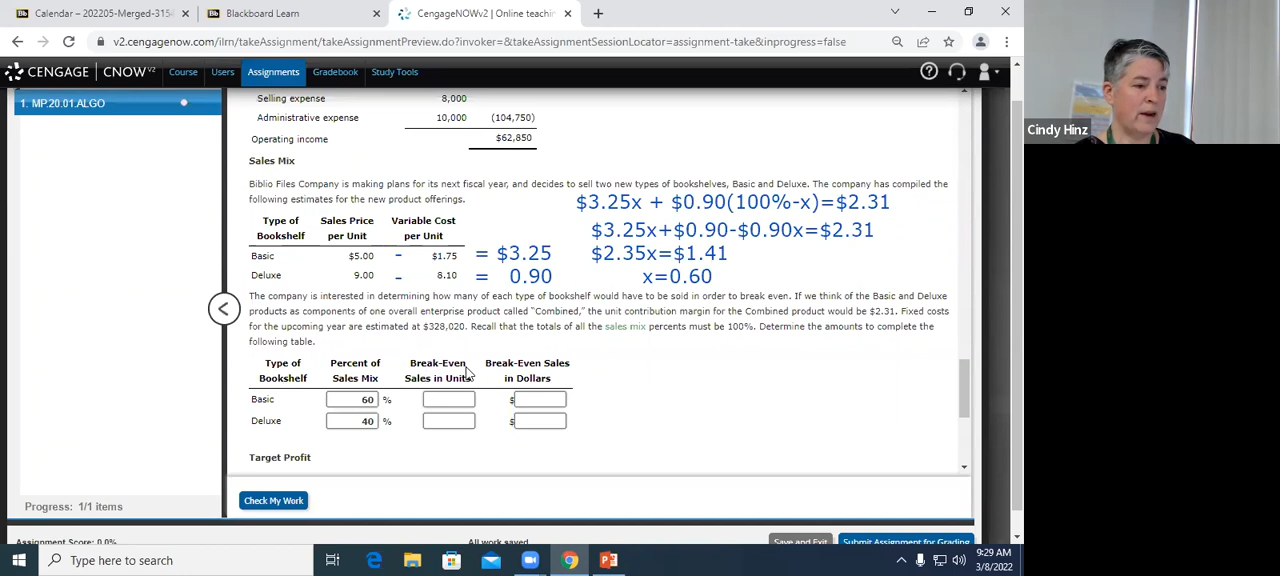 Calendar – 202205-Merged-315
Blackboard Learn
CengageNOWv2 | Online teachin
v2.cengagenow.com/ilrn/takeAssignment/takeAssignmentPreview.do?invoker=&takeAssignmentSessionLocator=assignment-take&inprogress=false
CENGAGE | CNOWV2 Course Users Assignments Gradebook Study Tools
Cindy Hinz
1. MP.20.01.ALGO
Selling expense 8,000
Administrative expense 10,000 (104,750)
Operating income $62,850
Sales Mix
Biblio Files Company is making plans for its next fiscal year, and decides to sell two new types of bookshelves, Basic and Deluxe. The company has compiled the
following estimates for the new product offerings.
$3.25x + $0.90(100%-x)=$2.31
Type of Sales Price Variable Cost
Bookshelf per Unit per Unit
$3.25x+$0.90-$0.90x=$2.31
Basic $5.00 - $1.75 = $3.25 $2.35x=$1.41
Deluxe 9.00 - 8.10 = 0.90 x=0.60
The company is interested in determining how many of each type of bookshelf would have to be sold in order to break even. If we think of the Basic and Deluxe
products as components of one overall enterprise product called "Combined," the unit contribution margin for the Combined product would be $2.31. Fixed costs
for the upcoming year are estimated at $328,020. Recall that the totals of all the sales mix percents must be 100%. Determine the amounts to complete the
following table.
Type of Percent of Break-Even Break-Even Sales
Bookshelf Sales Mix Sales in Units in Dollars
Basic 60 % $
Deluxe 40 % $
Target Profit
Check My Work
Progress: 1/1 items
Assignment Score: 0.0% All work saved. Save and Exit Submit Assignment for Grading
Type here to search
9:29 AM
3/8/2022